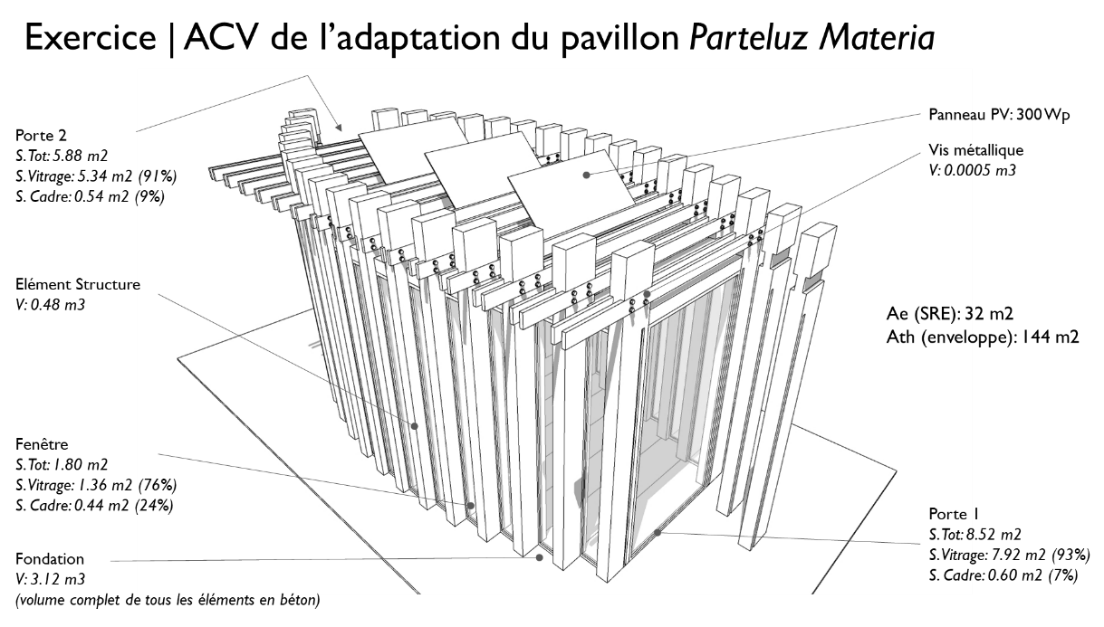 Exercice | ACV de l'adaptation du pavillon Parteluz Materia
Porte 2
S.Tot: 5.88 m2
S.Vitrage: 5.34 m2 (91%)
S. Cadre: 0.54 m2 (9%)
Panneau PV: 300 Wp
Vis métallique
V: 0.0005 m3
Elément Structure
V: 0.48 m3
Ae (SRE): 32 m2
Ath (enveloppe): 144 m2
Fenêtre
S.Tot: 1.80 m2
S.Vitrage: 1.36 m2 (76%)
S. Cadre: 0.44 m2 (24%)
Fondation
V: 3.12 m3
(volume complet de tous les éléments en béton)
Porte 1
S.Tot: 8.52 m2
S.Vitrage: 7.92 m2 (93%)
S. Cadre: 0.60 m2 (7%)